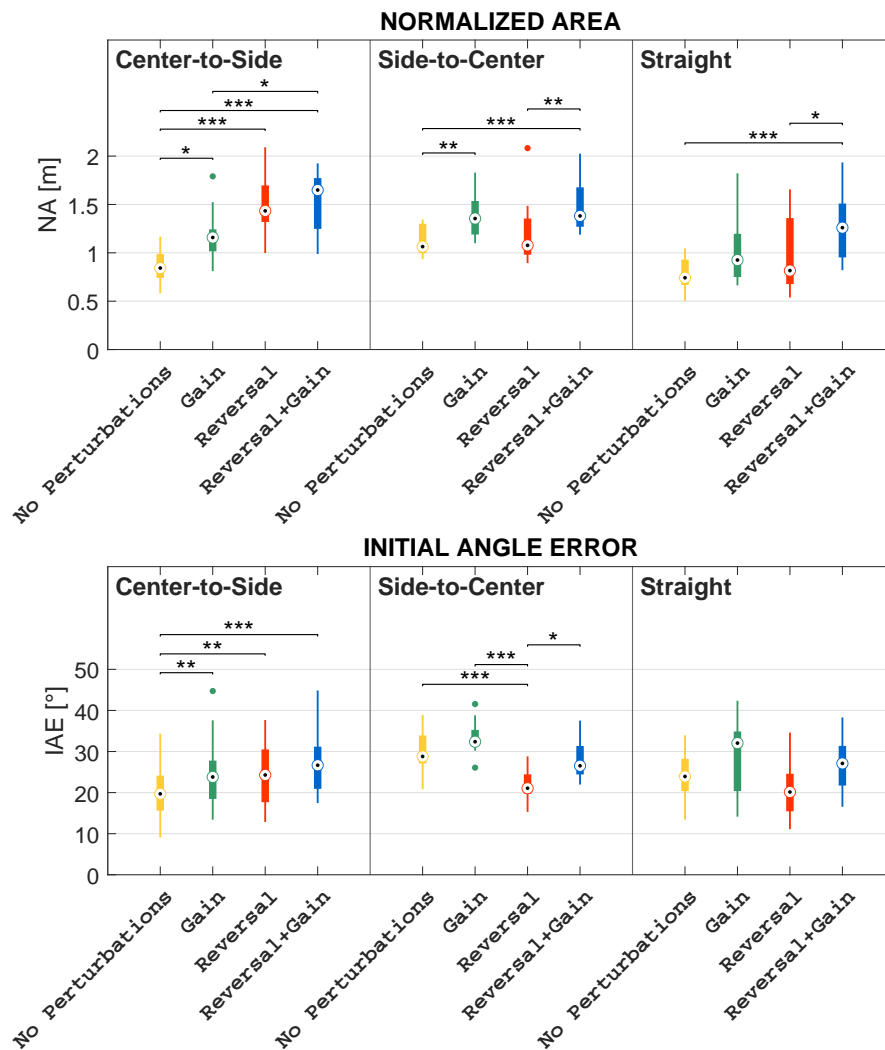 NORMALIZED AREA
Center-to-Side
Side-to-Center
Straight
*
***
***
*
**
***
**
*
***
NA [m]
2
1.5
1
0.5
0
No Perturbations
Gain
Reversal
Reversal+Gain
No Perturbations
Gain
Reversal
Reversal+Gain
No Perturbations
Gain
Reversal
Reversal+Gain
INITIAL ANGLE ERROR
Center-to-Side
Side-to-Center
Straight
***
**
**
*
***
***
IAE [°]
50
40
30
20
10
0
No Perturbations
Gain
Reversal
Reversal+Gain
No Perturbations
Gain
Reversal
Reversal+Gain
No Perturbations
Gain
Reversal
Reversal+Gain